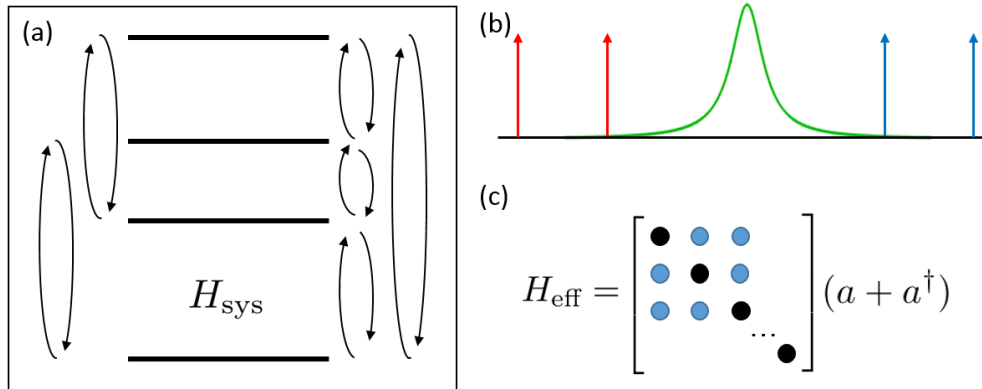 (a)
H_sys
(b)
(c)
H_eff = [ ... ] (a + a†)